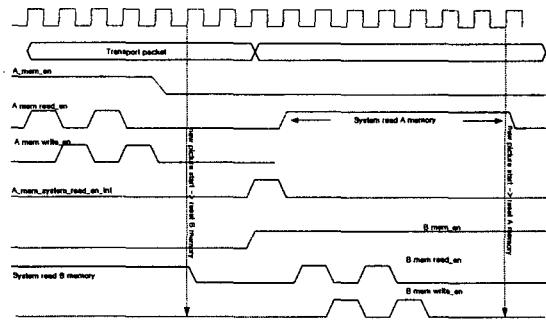 Transport packet
A_mem_en
A mem read_en
System read A memory
A mem write_en
new picture start -> reset B memory
new picture start -> reset A memory
A_mem_system_read_en_int
B mem_en
System read B memory
B mem read_en
B mem write_en